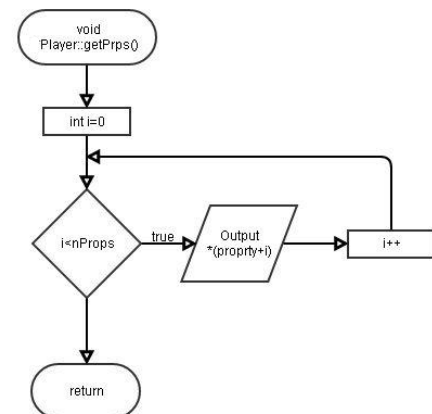 void
Player::getPrps()
int i=0
i<nProps
true
Output
*(proprty+i)
i++
return